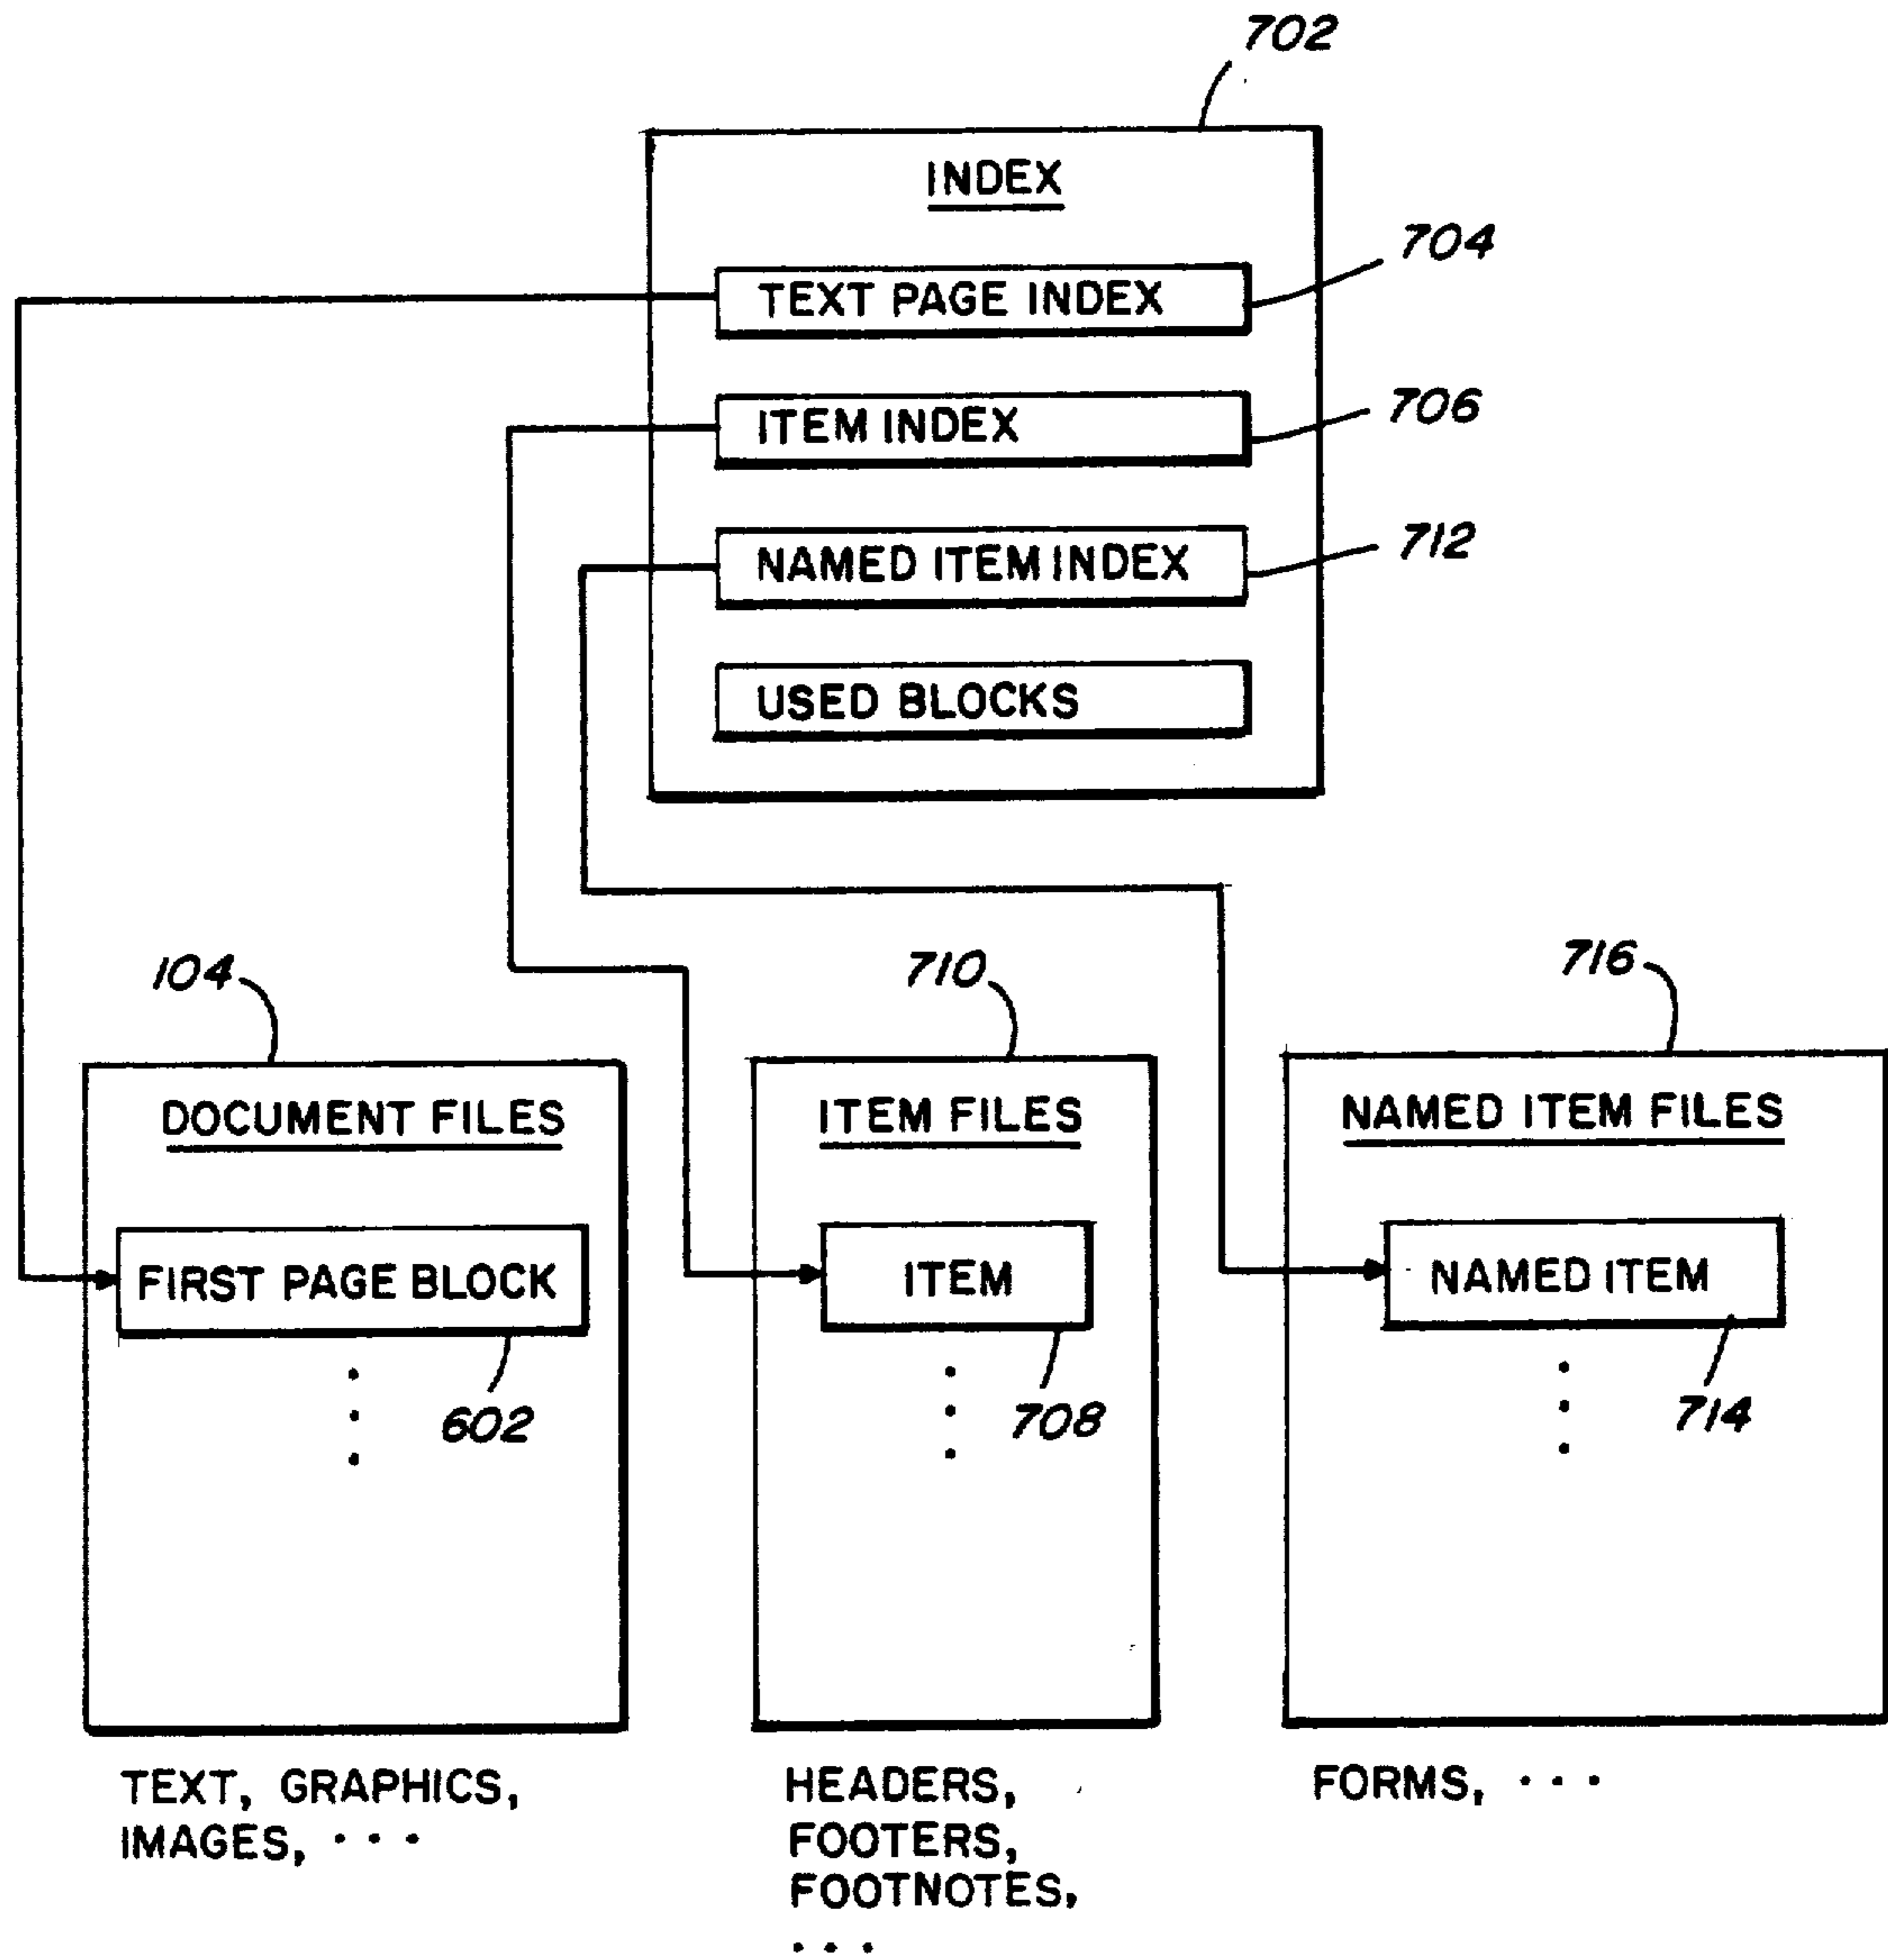 702
INDEX
704
TEXT PAGE INDEX
706
ITEM INDEX
712
NAMED ITEM INDEX
USED BLOCKS
104
710
716
DOCUMENT FILES
ITEM FILES
NAMED ITEM FILES
FIRST PAGE BLOCK
ITEM
NAMED ITEM
602
708
714
TEXT, GRAPHICS,
IMAGES, ...
HEADERS,
FOOTERS,
FOOTNOTES,
...
FORMS, ...